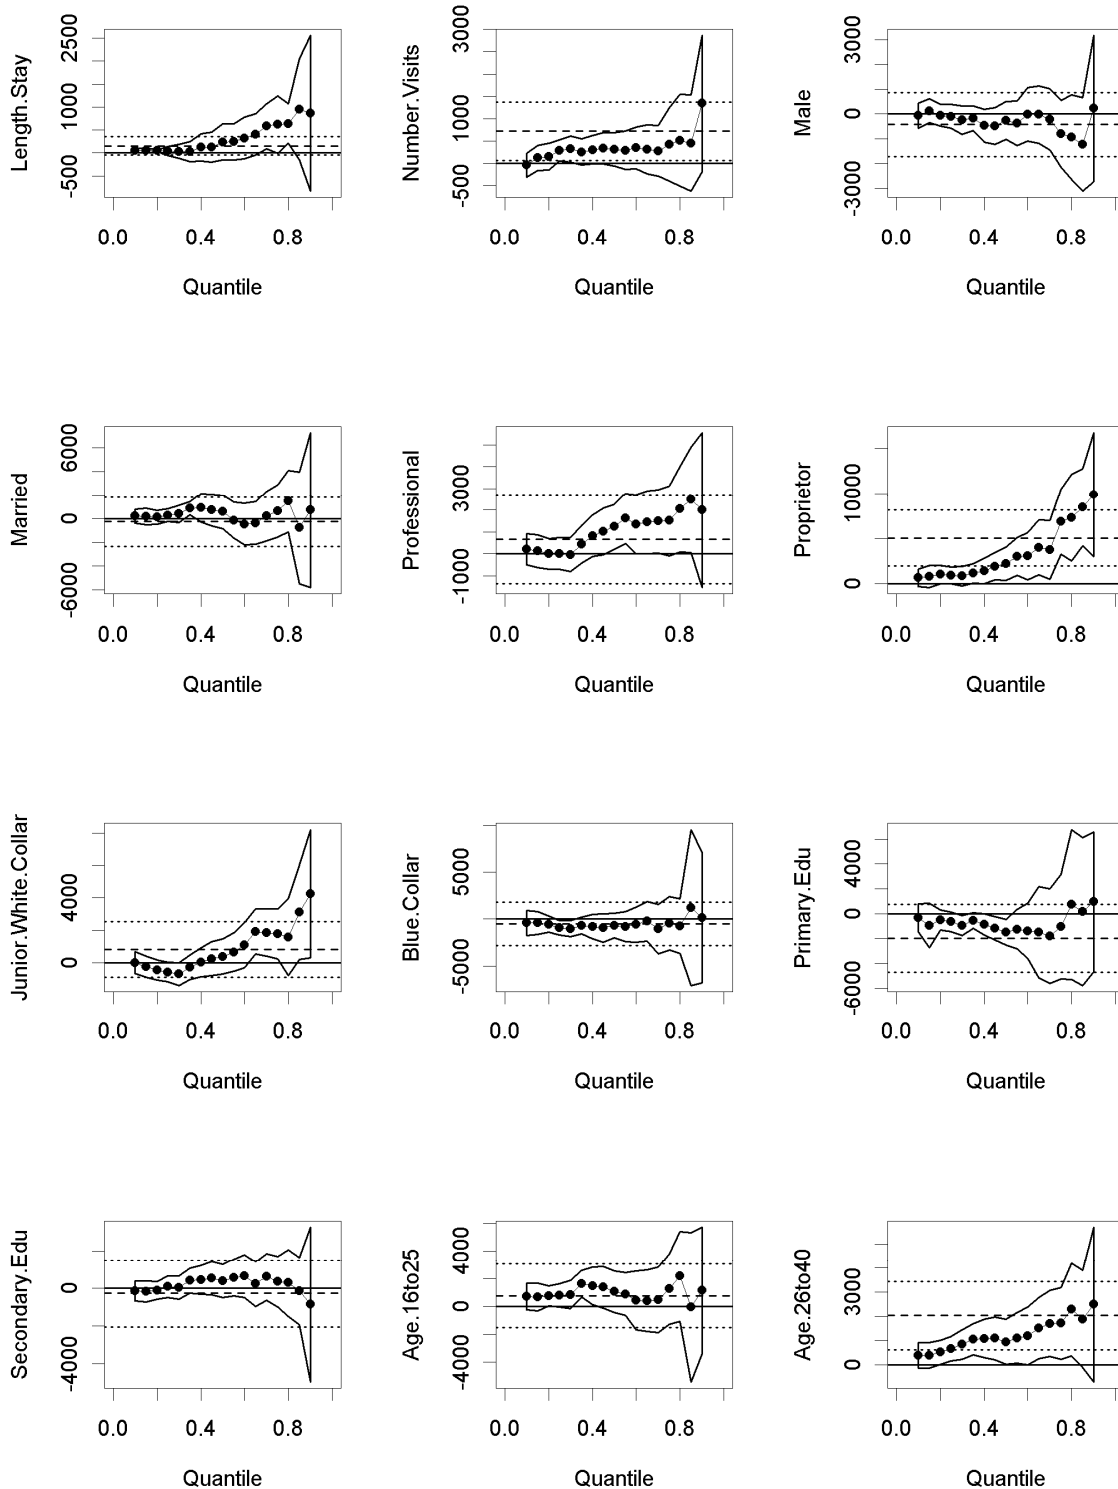 Length.Stay
-500 1000 2500
0.0 0.4 0.8
Quantile
Number.Visits
-500 1000 3000
0.0 0.4 0.8
Quantile
Male
-3000 0 3000
0.0 0.4 0.8
Quantile
Married
-6000 0 6000
0.0 0.4 0.8
Quantile
Professional
-1000 3000
0.0 0.4 0.8
Quantile
Proprietor
0 10000
0.0 0.4 0.8
Quantile
Junior.White.Collar
0 4000
0.0 0.4 0.8
Quantile
Blue.Collar
-5000 5000
0.0 0.4 0.8
Quantile
Primary.Edu
-6000 0 4000
0.0 0.4 0.8
Quantile
Secondary.Edu
-4000 0
0.0 0.4 0.8
Quantile
Age.16to25
-4000 0 4000
0.0 0.4 0.8
Quantile
Age.26to40
0 3000
0.0 0.4 0.8
Quantile